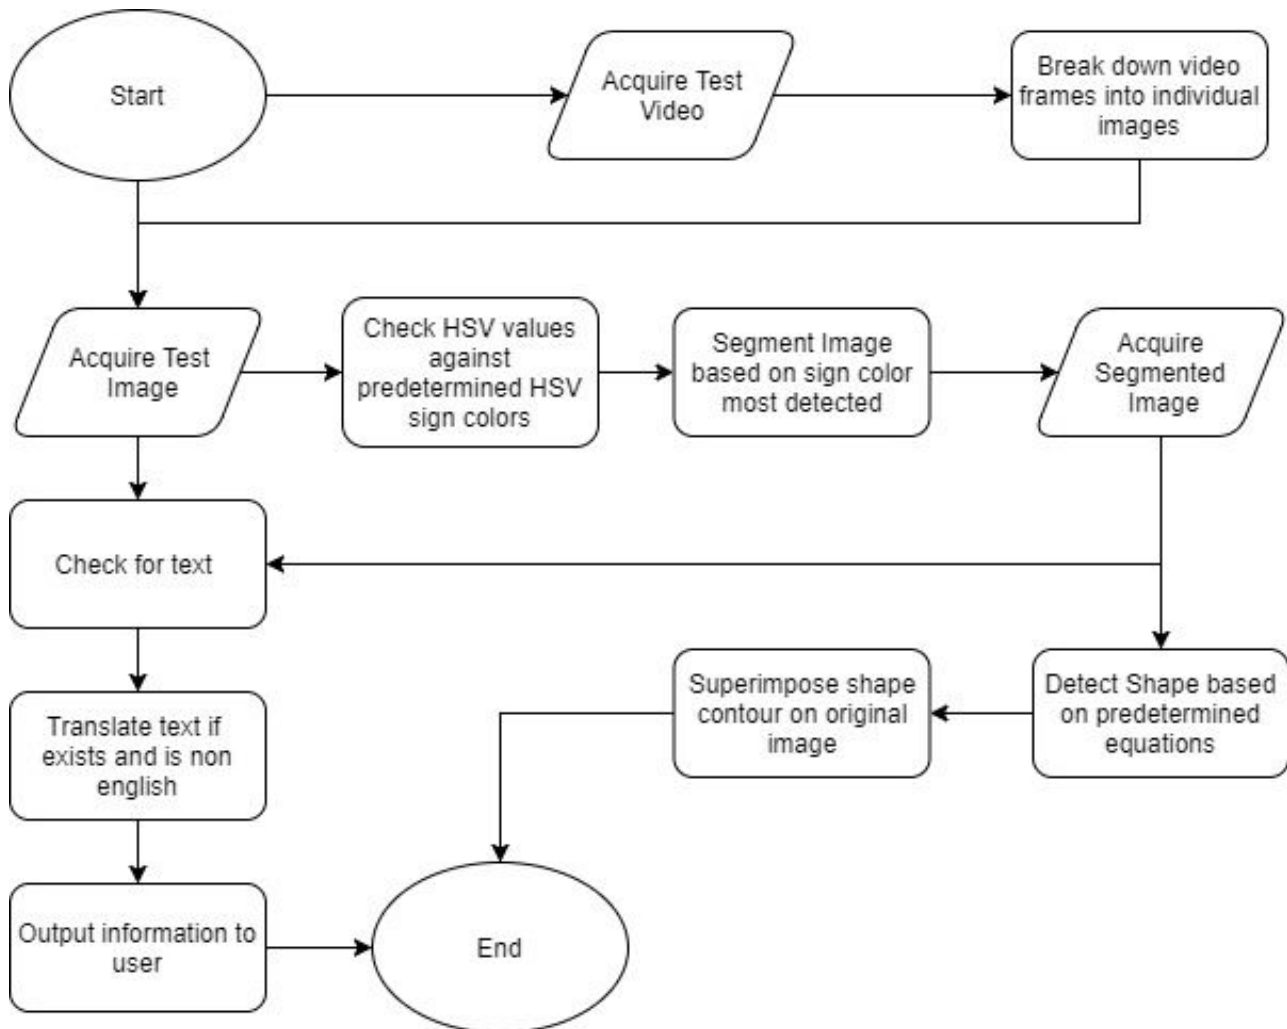 Start
Acquire Test
Video
Break down video
frames into individual
images
Acquire Test
Image
Check HSV values
against
predetermined HSV
sign colors
Segment Image
based on sign color
most detected
Acquire
Segmented
Image
Check for text
Superimpose shape
contour on original
image
Detect Shape based
on predetermined
equations
Translate text if
exists and is non
english
Output information to
user
End